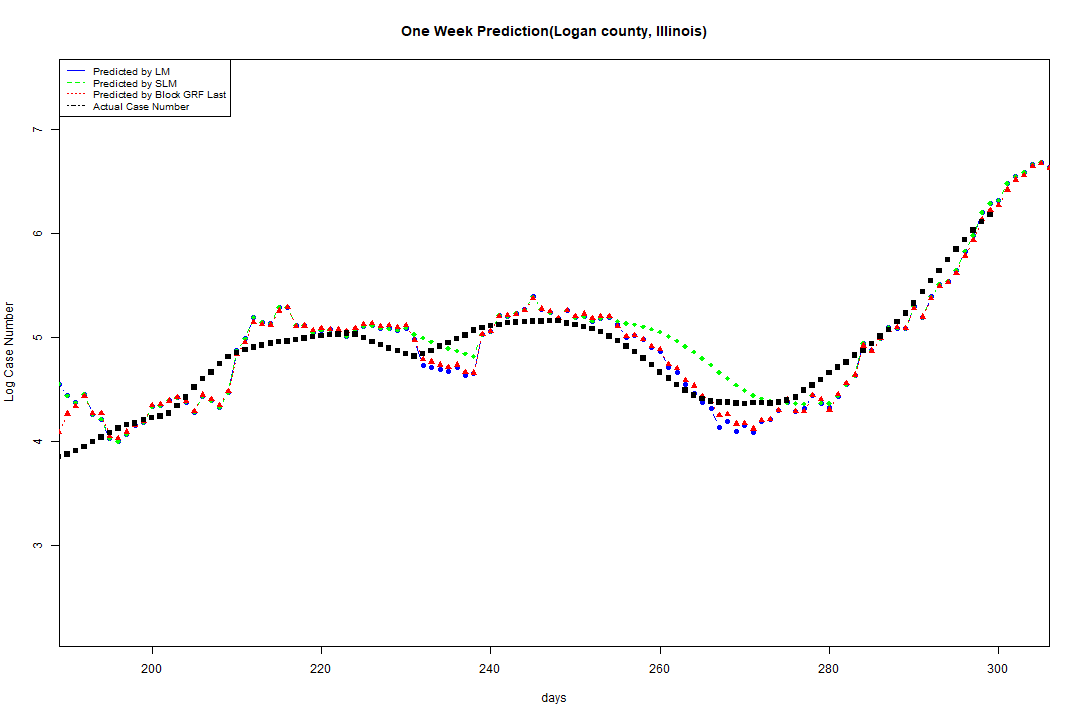 One Week Prediction(Logan county, Illinois)
Predicted by LM
Predicted by SLM
Predicted by Block GRF Last
Actual Case Number
7
6
5
4
3
Log Case Number
200 220 240 260 280 300
days